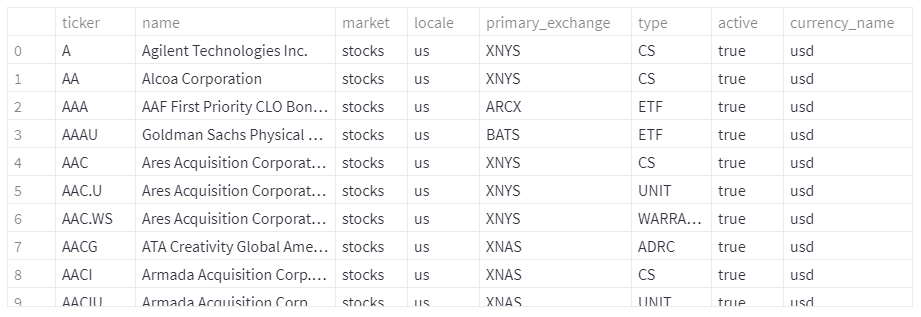 ticker name market locale primary_exchange type active currency_name
0 A Agilent Technologies Inc. stocks us XNYS CS true usd
1 AA Alcoa Corporation stocks us XNYS CS true usd
2 AAA AAF First Priority CLO Bon… stocks us ARCX ETF true usd
3 AAAU Goldman Sachs Physical … stocks us BATS ETF true usd
4 AAC Ares Acquisition Corporat… stocks us XNYS CS true usd
5 AAC.U Ares Acquisition Corporat… stocks us XNYS UNIT true usd
6 AAC.WS Ares Acquisition Corporat… stocks us XNYS WARRA… true usd
7 AACG ATA Creativity Global Ame… stocks us XNAS ADRC true usd
8 AACI Armada Acquisition Corp.… stocks us XNAS CS true usd
9 AACIU Armada Acquisition Corp. stocks us XNAS UNIT true usd